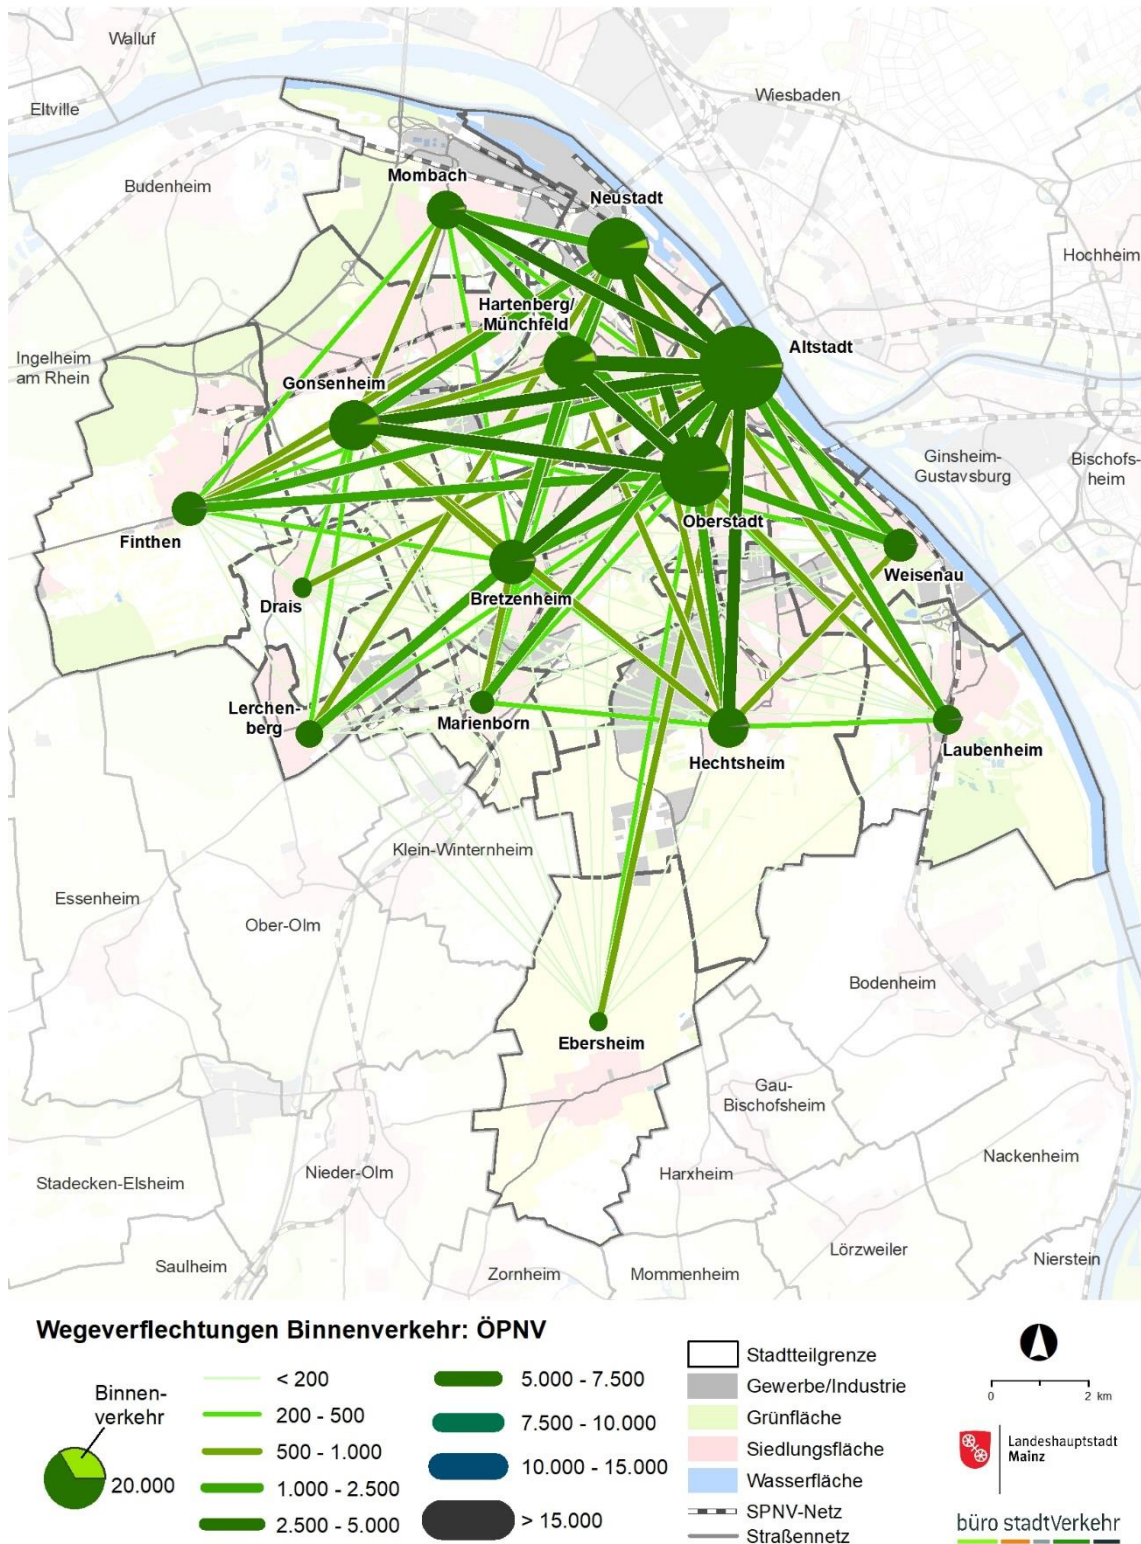 Walluf
Eltville
Wiesbaden
Budenheim
Mombach
Neustadt
Hochheim
Hartenberg/
Münchfeld
Altstadt
Ingelheim
am Rhein
Gonsenheim
Ginsheim-
Gustavsburg
Bischofs-
heim
Finthen
Oberstadt
Weisenau
Drais
Bretzenheim
Lerchen-
berg
Marienborn
Hechtsheim
Laubenheim
Klein-Winternheim
Essenheim
Ober-Olm
Bodenheim
Ebersheim
Gau-
Bischofsheim
Nackenheim
Stadecken-Elsheim
Nieder-Olm
Harxheim
Lörzweiler
Nierstein
Saulheim
Zornheim
Mommenheim
Wegeverflechtungen Binnenverkehr: ÖPNV
Binnen-
verkehr
20.000
< 200
200 - 500
500 - 1.000
1.000 - 2.500
2.500 - 5.000
5.000 - 7.500
7.500 - 10.000
10.000 - 15.000
> 15.000
Stadtteilgrenze
Gewerbe/Industrie
Grünfläche
Siedlungsfläche
Wasserfläche
SPNV-Netz
Straßennetz
0 2 km
Landeshauptstadt
Mainz
büro stadtVerkehr